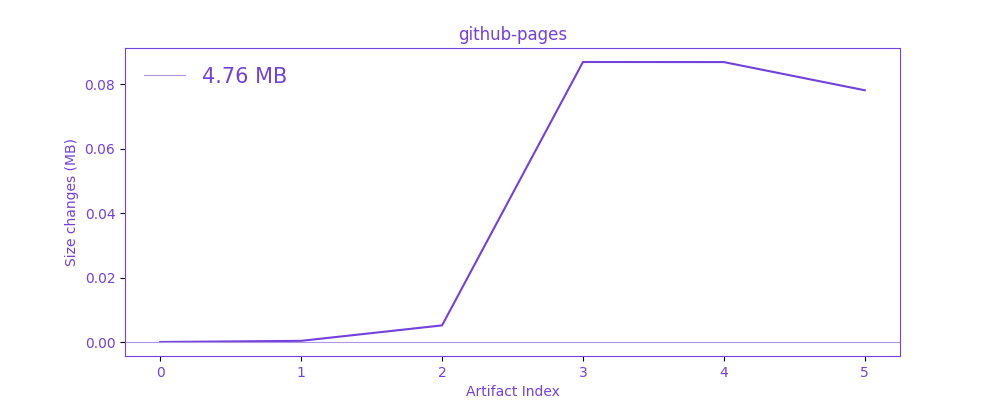 github-pages
4.76 MB
Size changes (MB)
0.08
0.06
0.04
0.02
0.00
0 1 2 3 4 5
Artifact Index